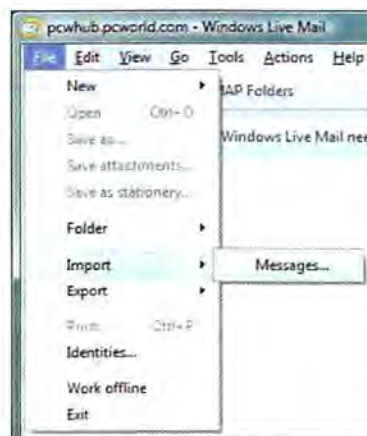 pcwhub.pcworld.com - Windows Live Mail
File Edit View Go Tools Actions Help
New
IAP Folders
Open Ctrl+O
Save as...
Windows Live Mail nee
Save attachments...
Save as stationery...
Folder
Import
Messages...
Export
Print... Ctrl+P
Identities...
Work offline
Exit